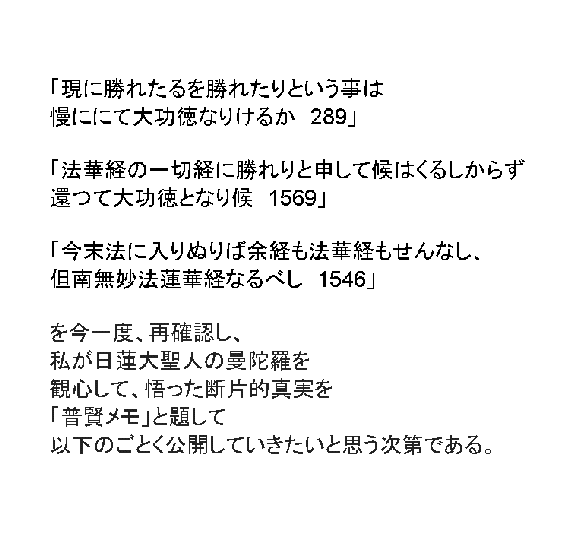 「現に勝れたるを勝れたりという事は
慢ににて大功徳なりけるか　289」
「法華経の一切経に勝れりと申して候はくるしからず
還つて大功徳となり候　1569」
「今末法に入りぬりば余経も法華経もせんなし、
但南無妙法蓮華経なるべし　1546」
を今一度、再確認し、
私が日蓮大聖人の曼陀羅を
観心して、悟った断片的真実を
「普賢メモ」と題して
以下のごとく公開していきたいと思う次第である。